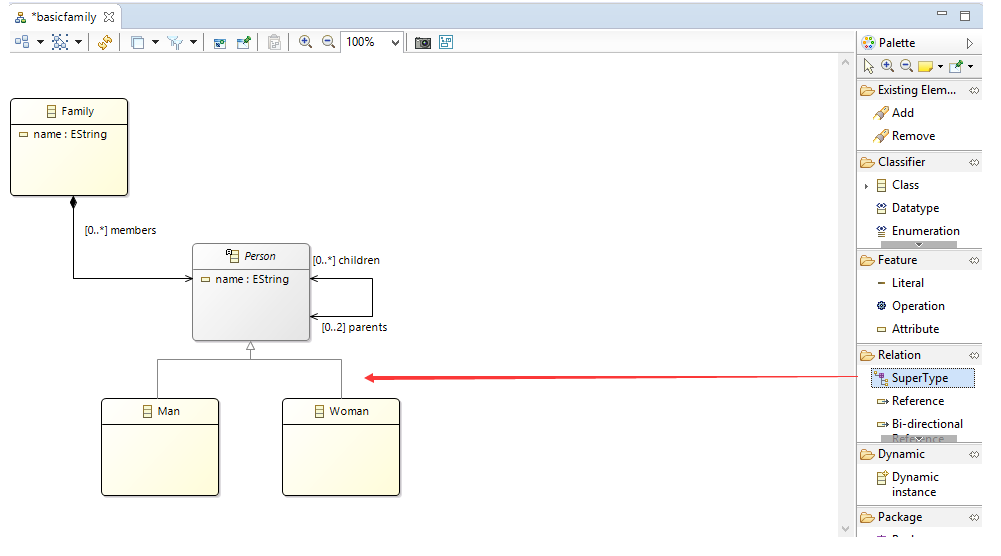 *basicfamily
100%
Family
name : EString
[0..*] members
Person
name : EString
[0..*] children
[0..2] parents
Man
Woman
Palette
Existing Elem...
Add
Remove
Classifier
Class
Datatype
Enumeration
Feature
Literal
Operation
Attribute
Relation
SuperType
Reference
Bi-directional
Reference
Dynamic
Dynamic
instance
Package